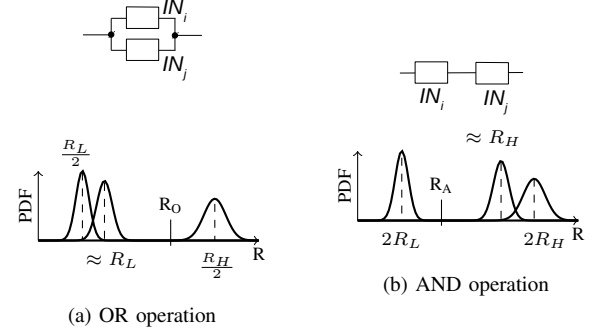 IN_i
IN_j
R_L/2
PDF
R_O
R
≈ R_L
R_H/2
(a) OR operation
IN_i
IN_j
≈ R_H
PDF
R_A
R
2R_L
2R_H
(b) AND operation